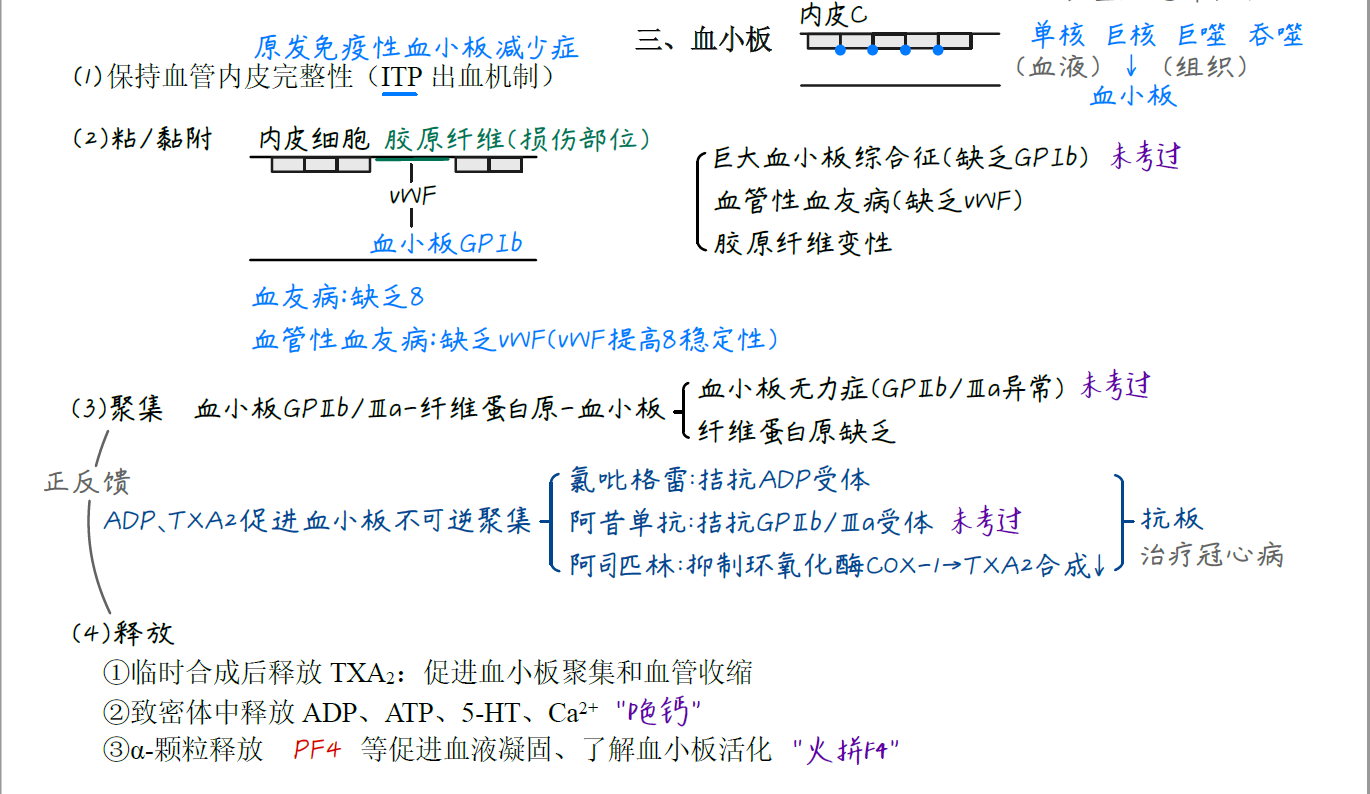 三、血小板
内皮C
单核 巨核 巨噬 吞噬
(血液) ↓ (组织)
血小板
原发免疫性血小板减少症
(1)保持血管内皮完整性（ITP 出血机制）
(2)粘/黏附
内皮细胞 胶原纤维(损伤部位)
vWF
血小板GPⅠb
巨大血小板综合征(缺乏GPⅠb) 未考过
血管性血友病(缺乏vWF)
胶原纤维变性
血友病:缺乏8
血管性血友病:缺乏vWF(vWF提高8稳定性)
(3)聚集 血小板GPⅡb/Ⅲa-纤维蛋白原-血小板
血小板无力症(GPⅡb/Ⅲa异常) 未考过
纤维蛋白原缺乏
正反馈
ADP、TXA2促进血小板不可逆聚集
氯吡格雷:拮抗ADP受体
阿昔单抗:拮抗GPⅡb/Ⅲa受体 未考过
阿司匹林:抑制环氧化酶COX-1→TXA2合成↓
抗板
治疗冠心病
(4)释放
①临时合成后释放 TXA₂：促进血小板聚集和血管收缩
②致密体中释放 ADP、ATP、5-HT、Ca²⁺ "P色钙"
③α-颗粒释放 PF4 等促进血液凝固、了解血小板活化 "火拼F4"